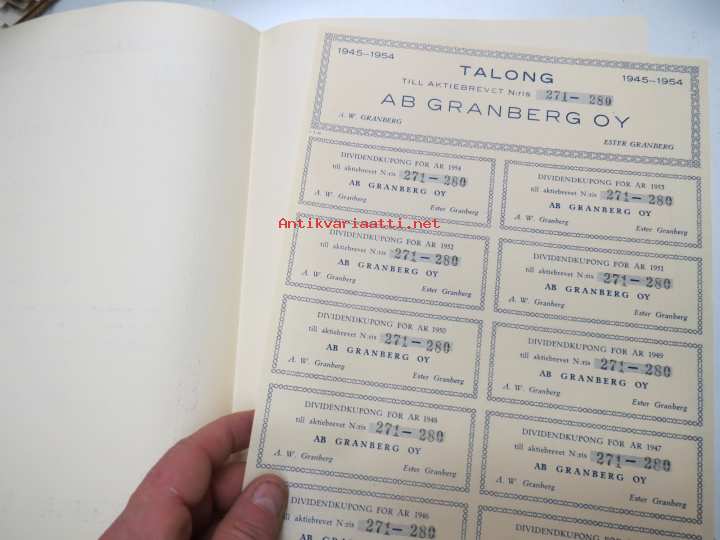 1945–1954
TALONG
1945–1954
TILL AKTIEBREVET N:ris 271–280
AB GRANBERG OY
A. W. GRANBERG
ESTER GRANBERG
DIVIDENDKUPONG FÖR ÅR 1954
till aktiebrevet N:ris 271–280
AB GRANBERG OY
A. W. Granberg
Ester Granberg
DIVIDENDKUPONG FÖR ÅR 1953
till aktiebrevet N:ris 271–280
AB GRANBERG OY
A. W. Granberg
Ester Granberg
Antikvariaatti.net
DIVIDENDKUPONG FÖR ÅR 1952
till aktiebrevet N:ris 271–280
AB GRANBERG OY
A. W. Granberg
Ester Granberg
DIVIDENDKUPONG FÖR ÅR 1951
till aktiebrevet N:ris 271–280
AB GRANBERG OY
A. W. Granberg
Ester Granberg
DIVIDENDKUPONG FÖR ÅR 1950
till aktiebrevet N:ris 271–280
AB GRANBERG OY
A. W. Granberg
Ester Granberg
DIVIDENDKUPONG FÖR ÅR 1949
till aktiebrevet N:ris 271–280
AB GRANBERG OY
A. W. Granberg
Ester Granberg
DIVIDENDKUPONG FÖR ÅR 1948
till aktiebrevet N:ris 271–280
AB GRANBERG OY
A. W. Granberg
Ester Granberg
DIVIDENDKUPONG FÖR ÅR 1947
till aktiebrevet N:ris 271–280
AB GRANBERG OY
A. W. Granberg
Ester Granberg
DIVIDENDKUPONG FÖR ÅR 1946
till aktiebrevet N:ris 271–280
AB GRANBERG OY
DIVIDENDKUPONG FÖR ÅR